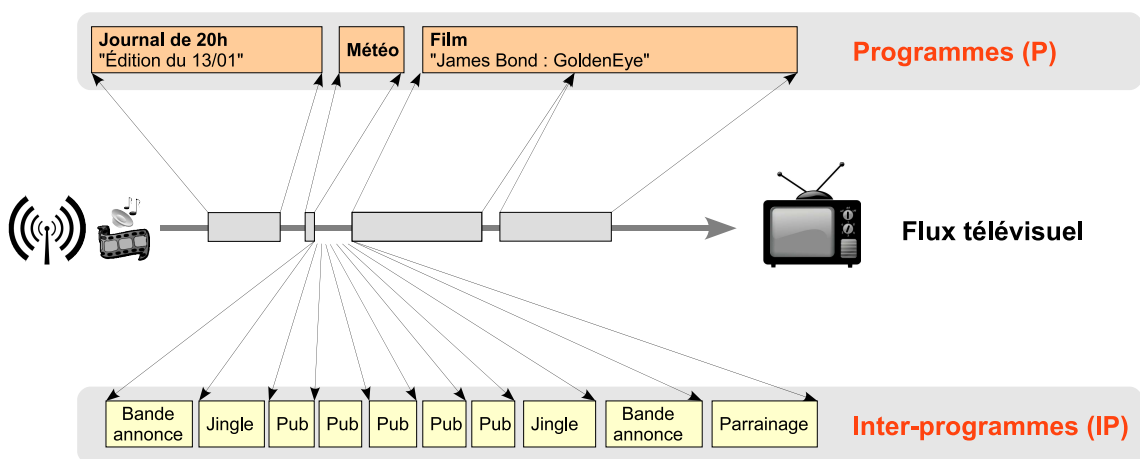 Journal de 20h
"Édition du 13/01"
Météo
Film
"James Bond : GoldenEye"
Programmes (P)
Flux télévisuel
Bande
annonce
Jingle
Pub
Pub
Pub
Pub
Pub
Jingle
Bande
annonce
Parrainage
Inter-programmes (IP)